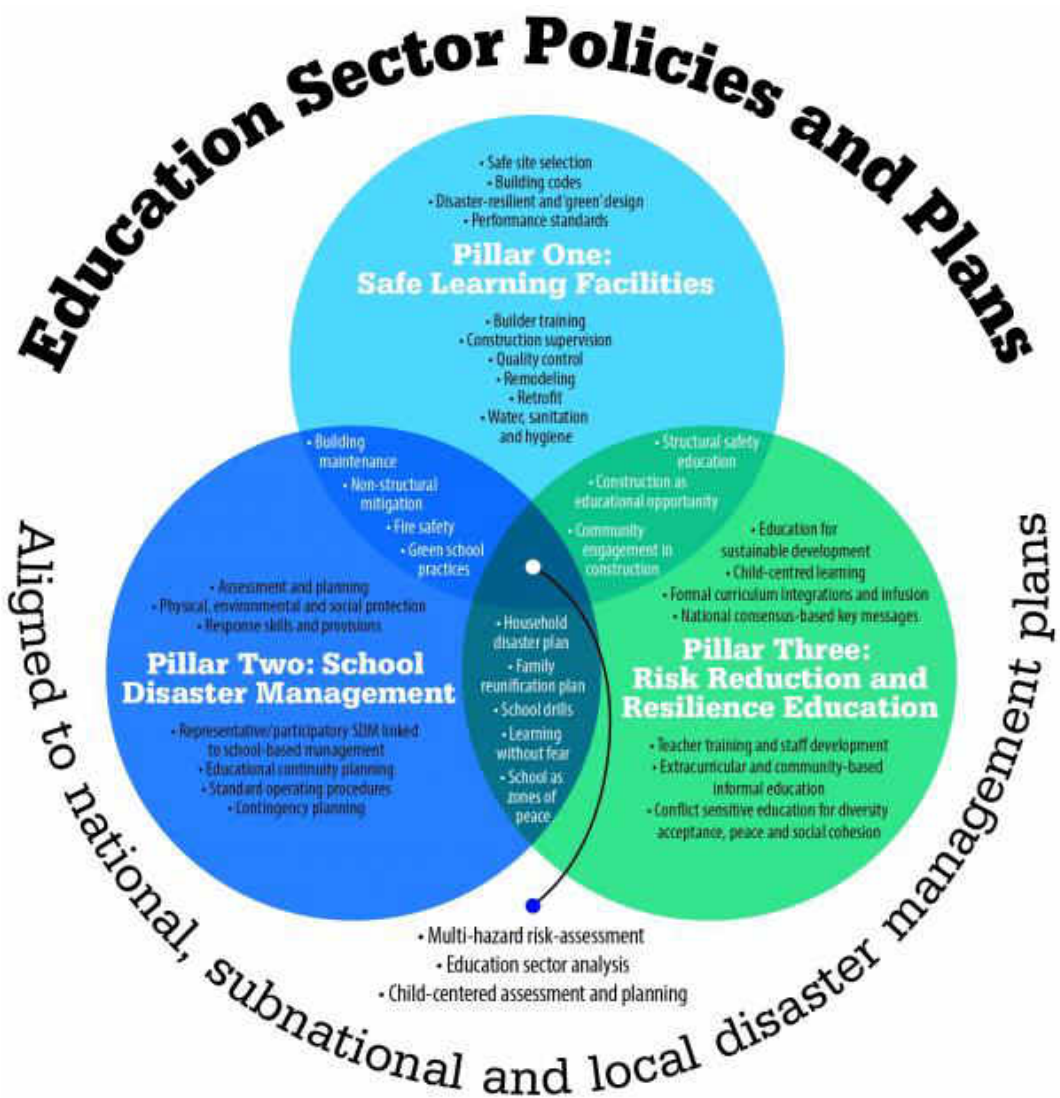 Education Sector Policies and Plans
• Safe site selection
• Building codes
• Disaster-resilient and 'green' design
• Performance standards
Pillar One:
Safe Learning Facilities
• Builder training
• Construction supervision
• Quality control
• Remodeling
• Retrofit
• Water, sanitation
and hygiene
• Building
maintenance
• Non-structural
mitigation
• Fire safety
• Green school
practices
• Structural safety
education
• Construction as
educational opportunity
• Community
engagement in
construction
• Assessment and planning
• Physical, environmental and social protection
• Response skills and provisions
Pillar Two: School
Disaster Management
• Representative/participatory SDM linked
to school-based management
• Educational continuity planning
• Standard operating procedures
• Contingency planning
• Household
disaster plan
• Family
reunification plan
• School drills
• Learning
without fear
• School as
zones of
peace
• Education for
sustainable development
• Child-centred learning
• Formal curriculum integrations and infusion
• National consensus-based key messages
Pillar Three:
Risk Reduction and
Resilience Education
• Teacher training and staff development
• Extracurricular and community-based
informal education
• Conflict sensitive education for diversity
acceptance, peace and social cohesion
• Multi-hazard risk-assessment
• Education sector analysis
• Child-centered assessment and planning
Aligned to national, subnational and local disaster management plans